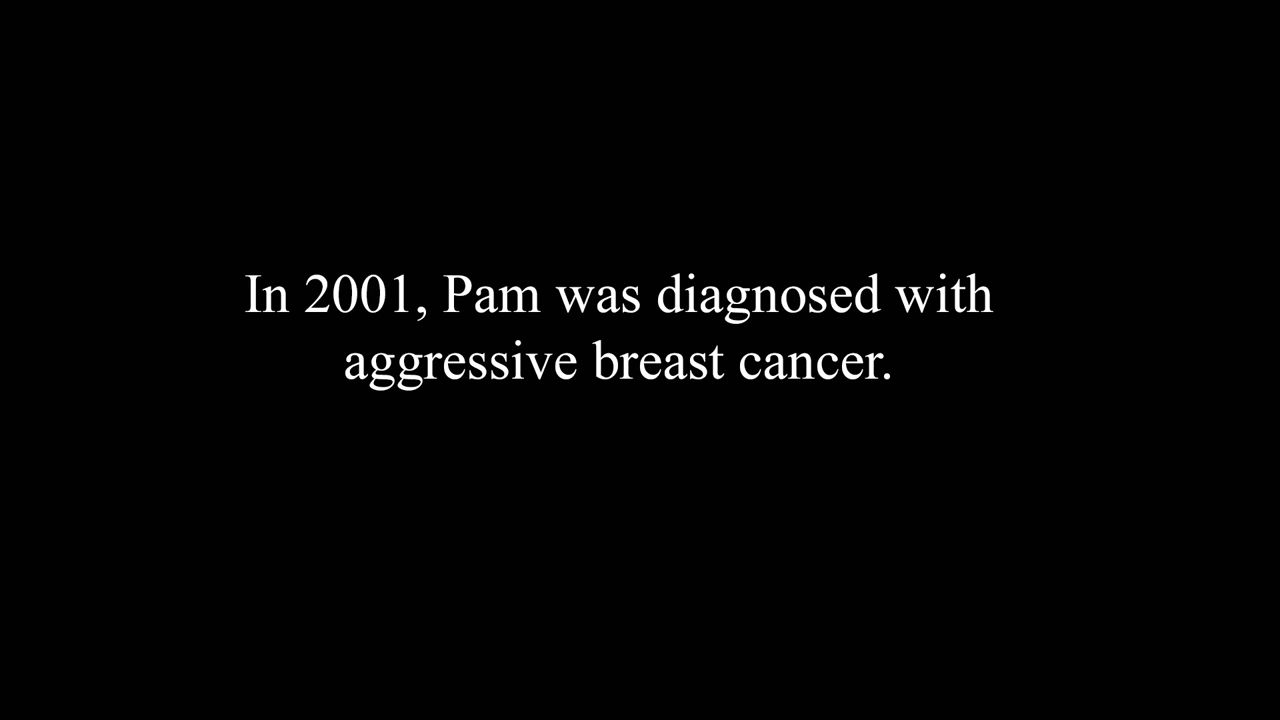 In 2001, Pam was diagnosed with
aggressive breast cancer.